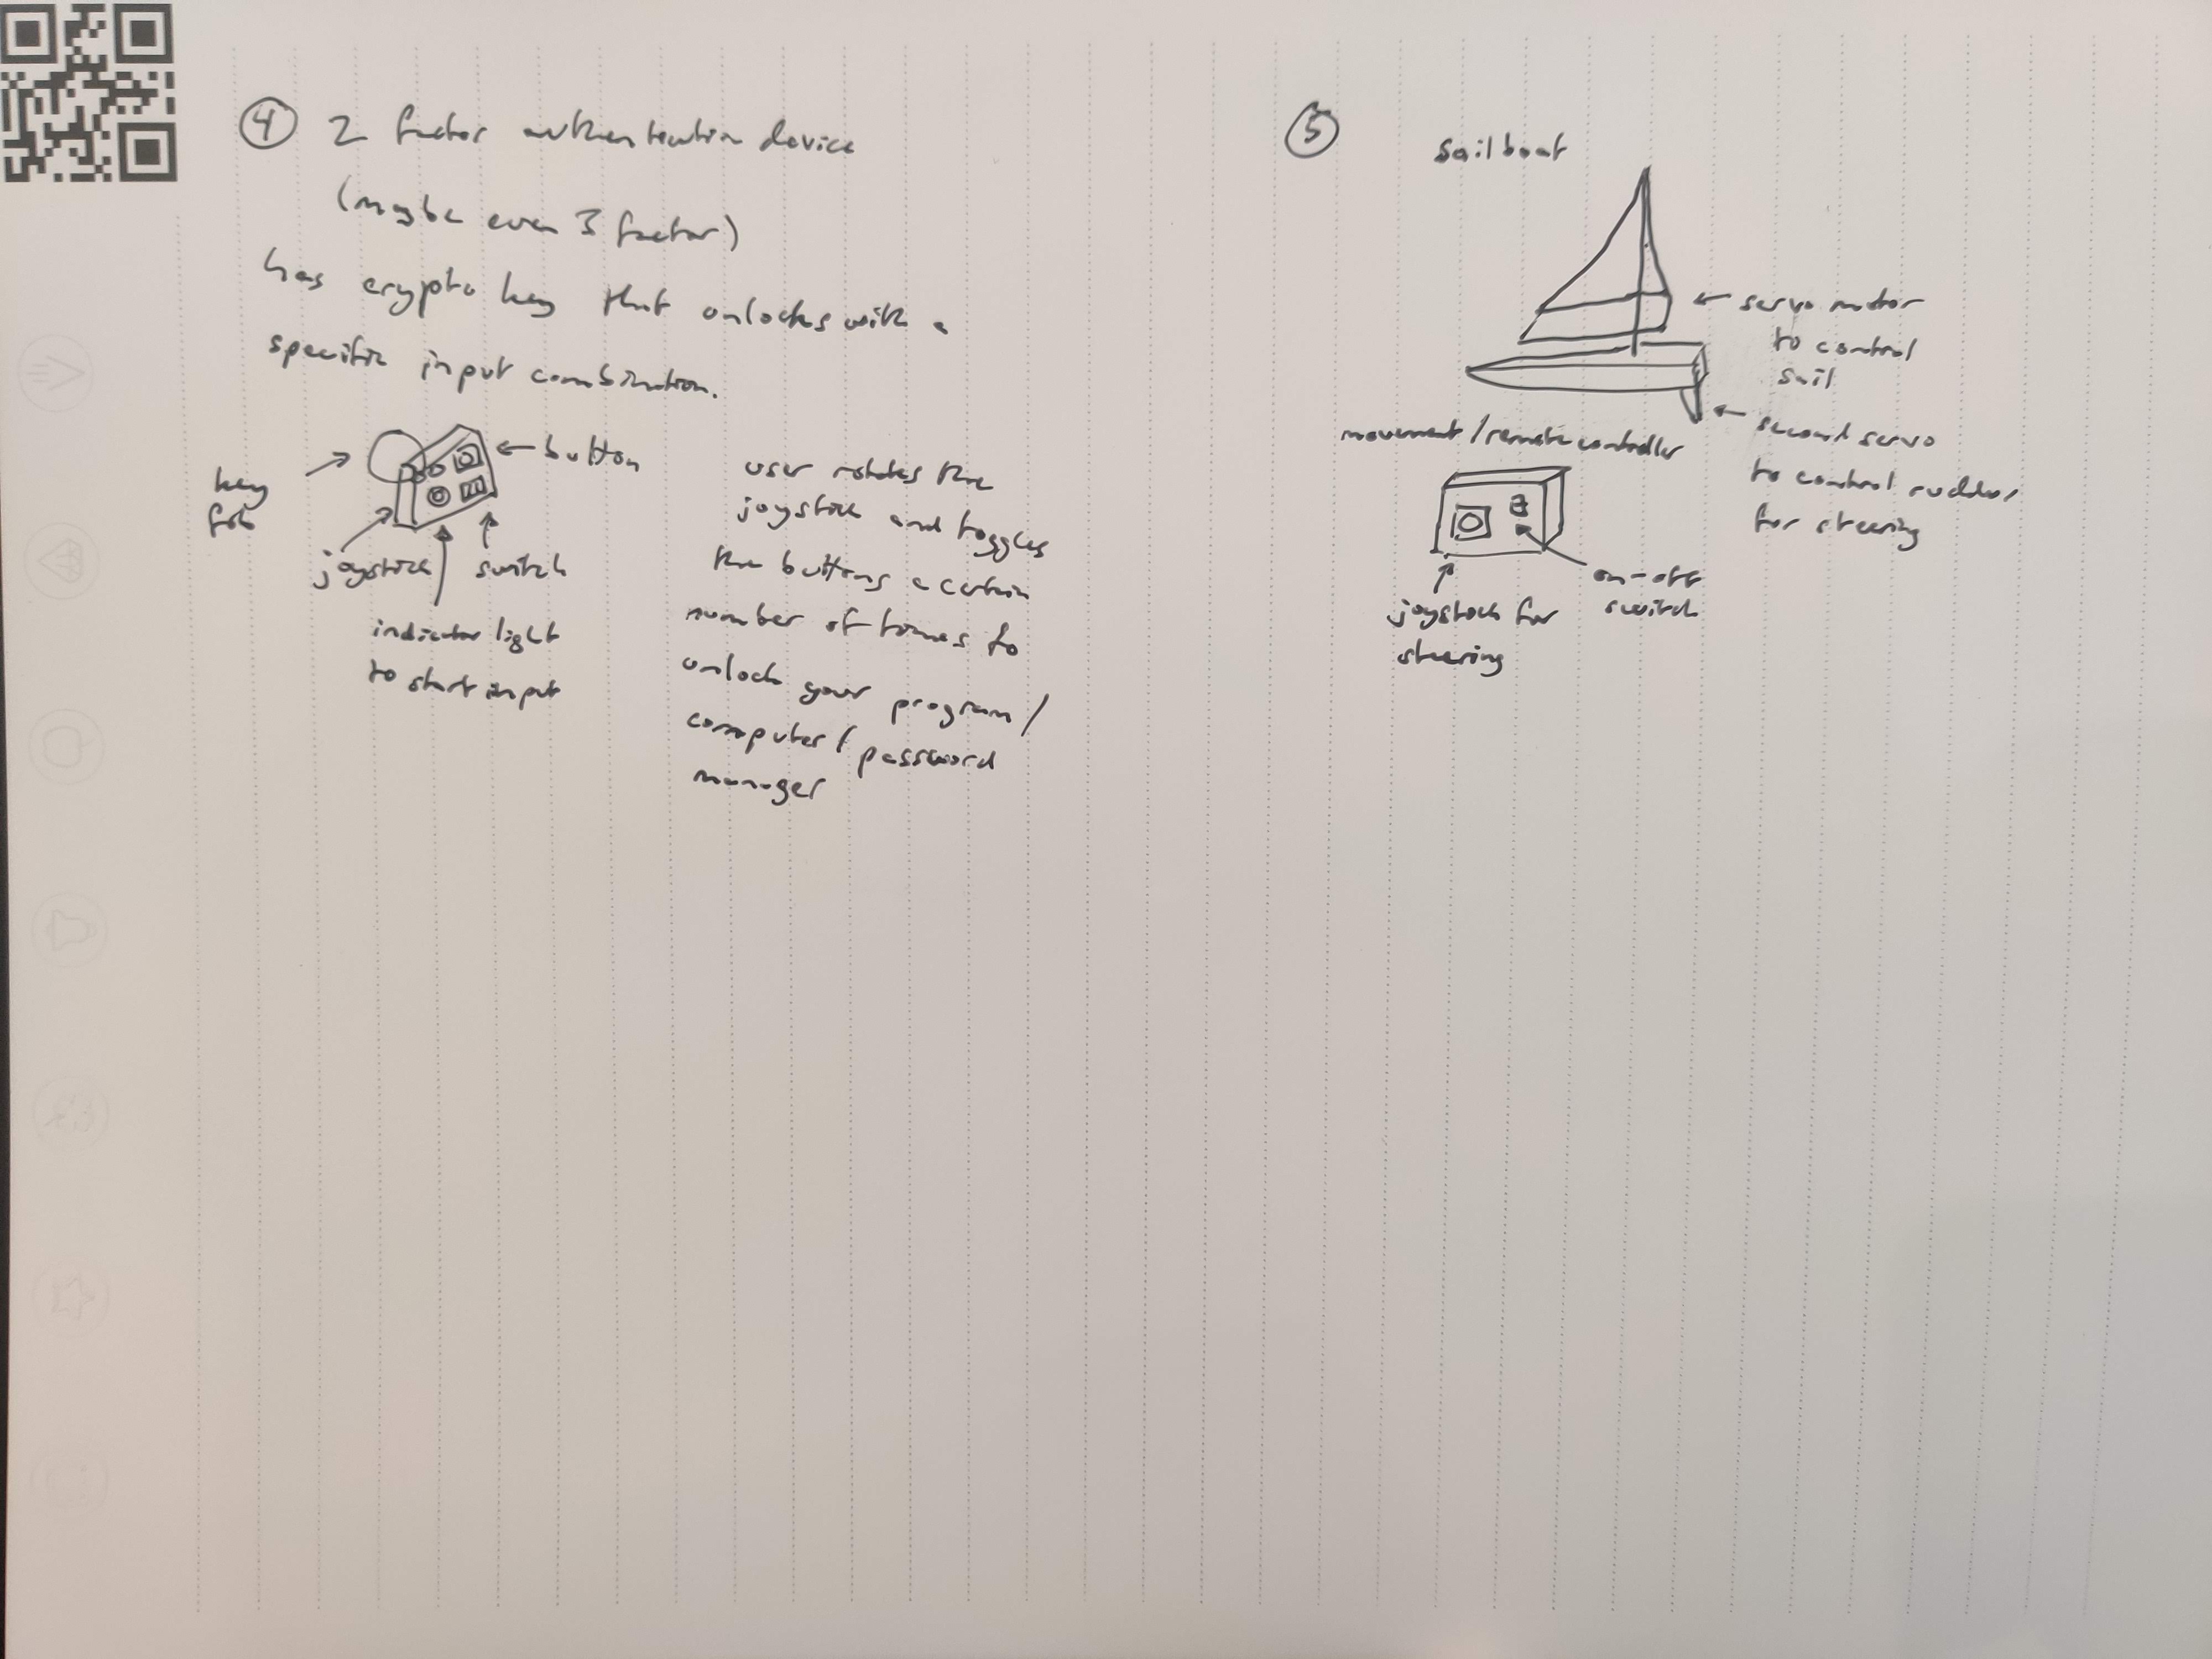 4 2 factor authentication device
(maybe even 3 factor)
has crypto key that unlocks with a
specific input combination.
key
fob
button
joystick
switch
indicator light
to start input
user rotates the
joystick and toggles
the buttons a certain
number of times to
unlock your program/
computer/password
manager
5 sailboat
servo motor
to control
sail
second servo
to control rudder
for steering
movement/remote controller
on-off
switch
joystick for
steering